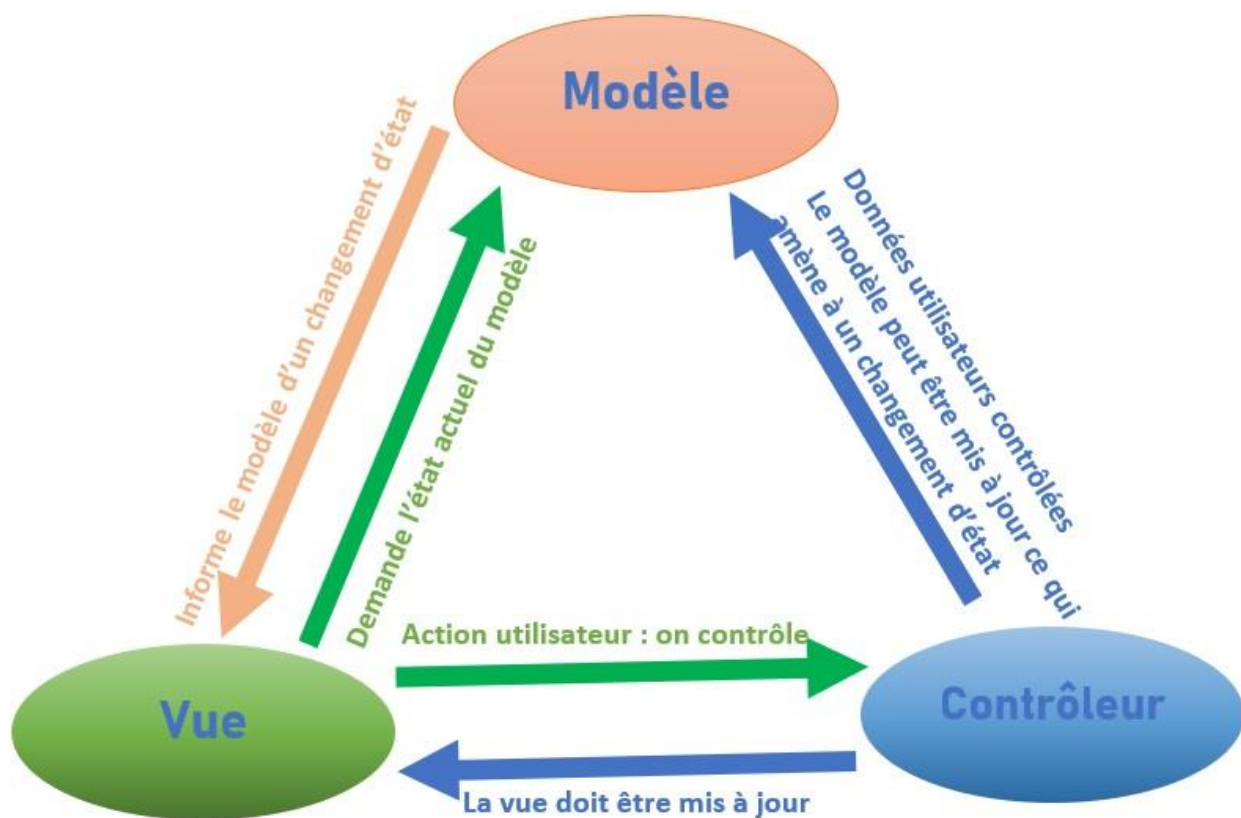 Modèle
Informe le modèle d'un changement d'état
Demande l'état actuel du modèle
Données utilisateurs contrôlées
Le modèle peut être mis à jour ce qui
amène à un changement d'état
Action utilisateur : on contrôle
Vue
Contrôleur
La vue doit être mis à jour